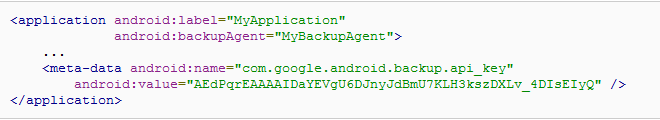 <application android:label="MyApplication"
android:backupAgent="MyBackupAgent">
...
<meta-data android:name="com.google.android.backup.api_key"
android:value="AEdPqrEAAAAIDaYEVgU6DJnyJdBmU7KLH3kszDXLv_4DIsEIyQ" />
</application>